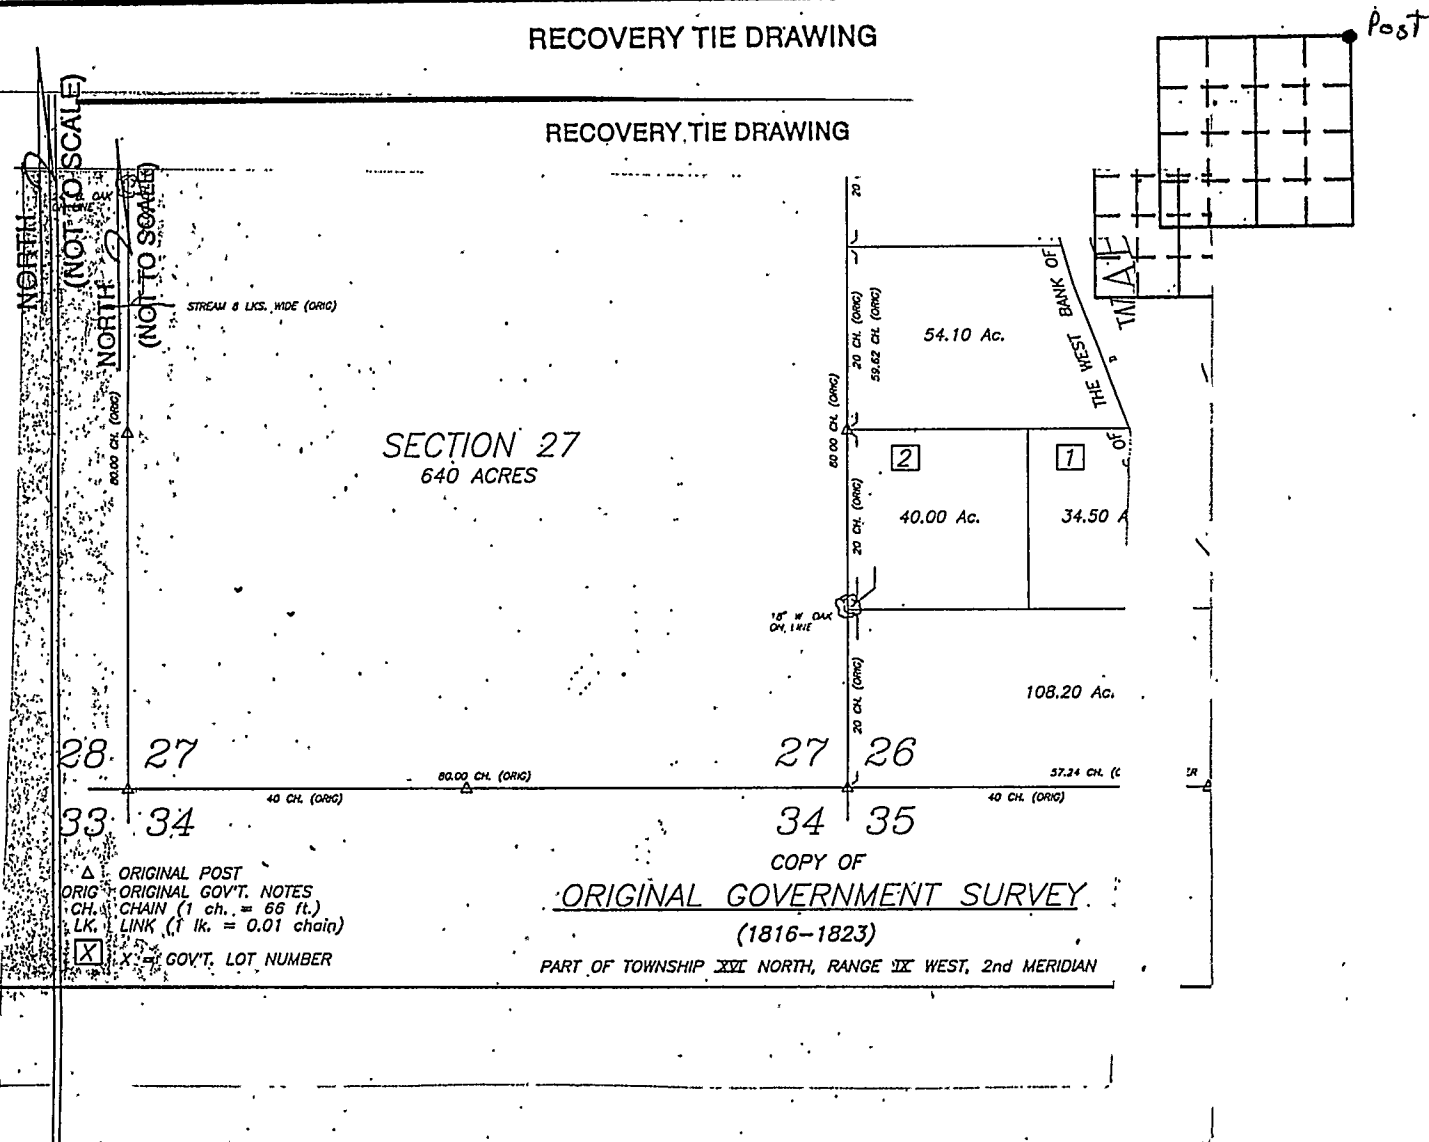 Post
RECOVERY TIE DRAWING
RECOVERY TIE DRAWING
NORTH
(NOT TO SCALE)
NORTH
(NOT TO SCALE)
OAK
STREAM 8 LKS. WIDE (ORIG)
80.00 CH. (ORIG)
SECTION 27
640 ACRES
20
20 CH. (ORIG)
59.62 CH. (ORIG)
80.00 CH. (ORIG)
54.10 Ac.
THE WEST BANK OF
OF
2
1
20 CH. (ORIG)
40.00 Ac.
34.50 A
18" W OAK
ON LINE
20 CH. (ORIG)
108.20 Ac.
28 27
27 26
80.00 CH. (ORIG)
57.24 CH. (
40 CH. (ORIG)
40 CH. (ORIG)
33 34
34 35
△ ORIGINAL POST
ORIG ORIGINAL GOV'T. NOTES
CH. CHAIN (1 ch. = 66 ft.)
LK. LINK (1 lk. = 0.01 chain)
X X = GOV'T. LOT NUMBER
COPY OF
ORIGINAL GOVERNMENT SURVEY
(1816-1823)
PART OF TOWNSHIP XVI NORTH, RANGE IX WEST, 2nd MERIDIAN